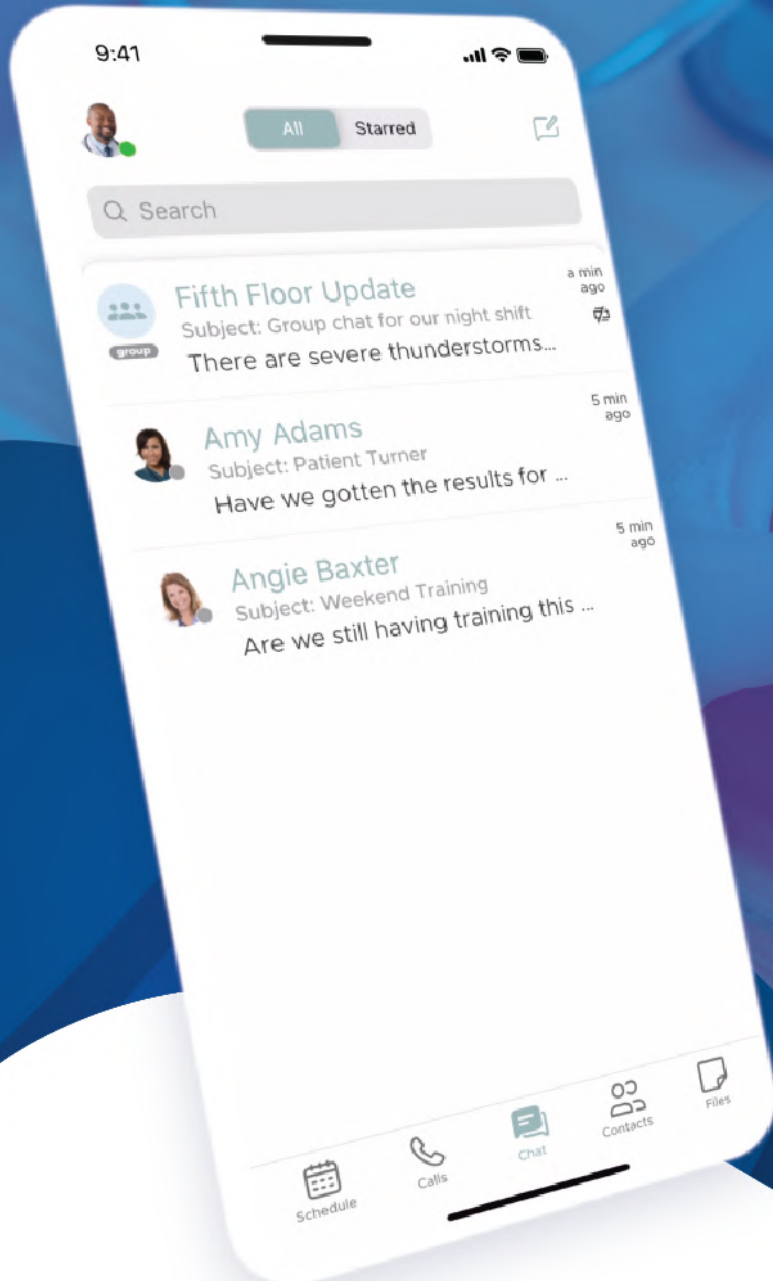 9:41
All
Starred
Search
Fifth Floor Update
a min
ago
group
Subject: Group chat for our night shift
There are severe thunderstorms...
Amy Adams
5 min
ago
Subject: Patient Turner
Have we gotten the results for ...
Angie Baxter
5 min
ago
Subject: Weekend Training
Are we still having training this ...
Schedule
Calls
Chat
Contacts
Files